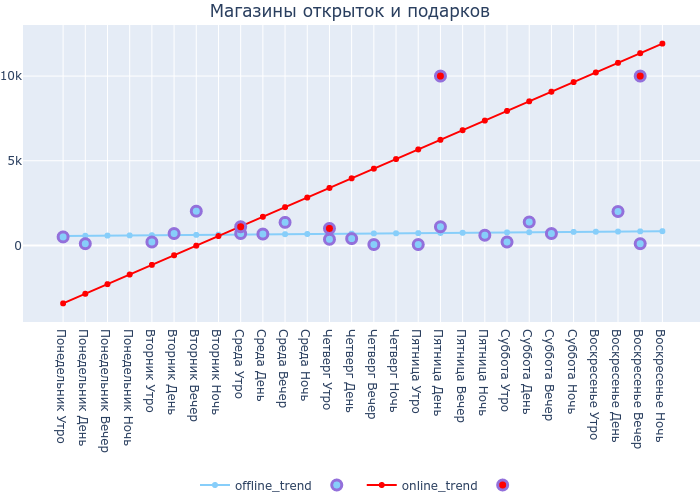 Магазины открыток и подарков
10k
5k
0
Понедельник Утро
Понедельник День
Понедельник Вечер
Понедельник Ночь
Вторник Утро
Вторник День
Вторник Вечер
Вторник Ночь
Среда Утро
Среда День
Среда Вечер
Среда Ночь
Четверг Утро
Четверг День
Четверг Вечер
Четверг Ночь
Пятница Утро
Пятница День
Пятница Вечер
Пятница Ночь
Суббота Утро
Суббота День
Суббота Вечер
Суббота Ночь
Воскресенье Утро
Воскресенье День
Воскресенье Вечер
Воскресенье Ночь
offline_trend online_trend